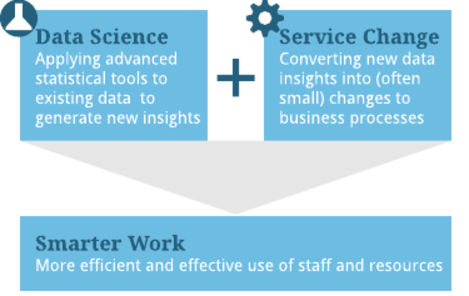 Data Science
Applying advanced
statistical tools to
existing data to
generate new insights
+
Service Change
Converting new data
insights into (often
small) changes to
business processes
Smarter Work
More efficient and effective use of staff and resources